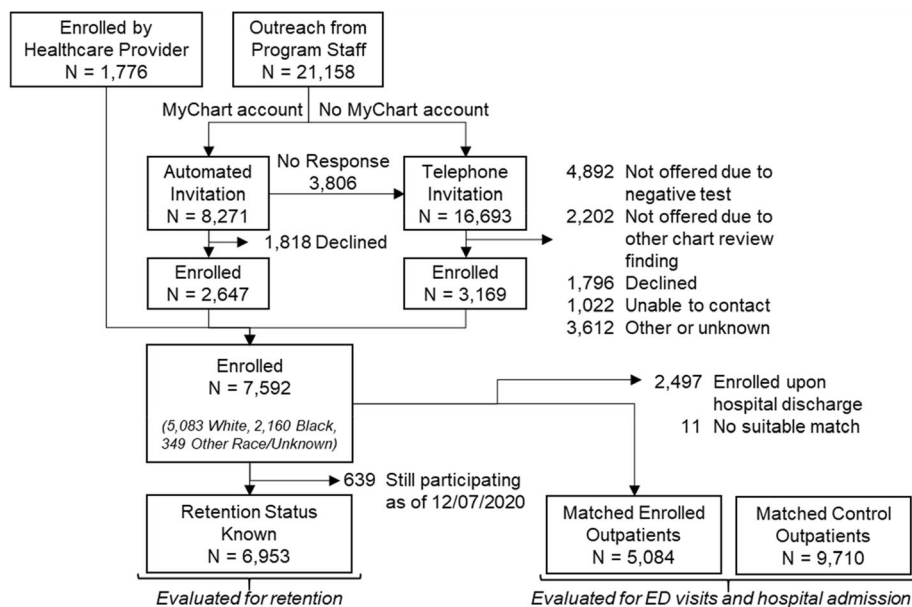 Enrolled by
Healthcare Provider
N = 1,776
Outreach from
Program Staff
N = 21,158
MyChart account
No MyChart account
Automated
Invitation
N = 8,271
No Response
3,806
Telephone
Invitation
N = 16,693
4,892 Not offered due to
negative test
2,202 Not offered due to
other chart review
finding
1,796 Declined
1,022 Unable to contact
3,612 Other or unknown
1,818 Declined
Enrolled
N = 2,647
Enrolled
N = 3,169
Enrolled
N = 7,592
(5,083 White, 2,160 Black,
349 Other Race/Unknown)
2,497 Enrolled upon
hospital discharge
11 No suitable match
639 Still participating
as of 12/07/2020
Retention Status
Known
N = 6,953
Matched Enrolled
Outpatients
N = 5,084
Matched Control
Outpatients
N = 9,710
Evaluated for retention
Evaluated for ED visits and hospital admission